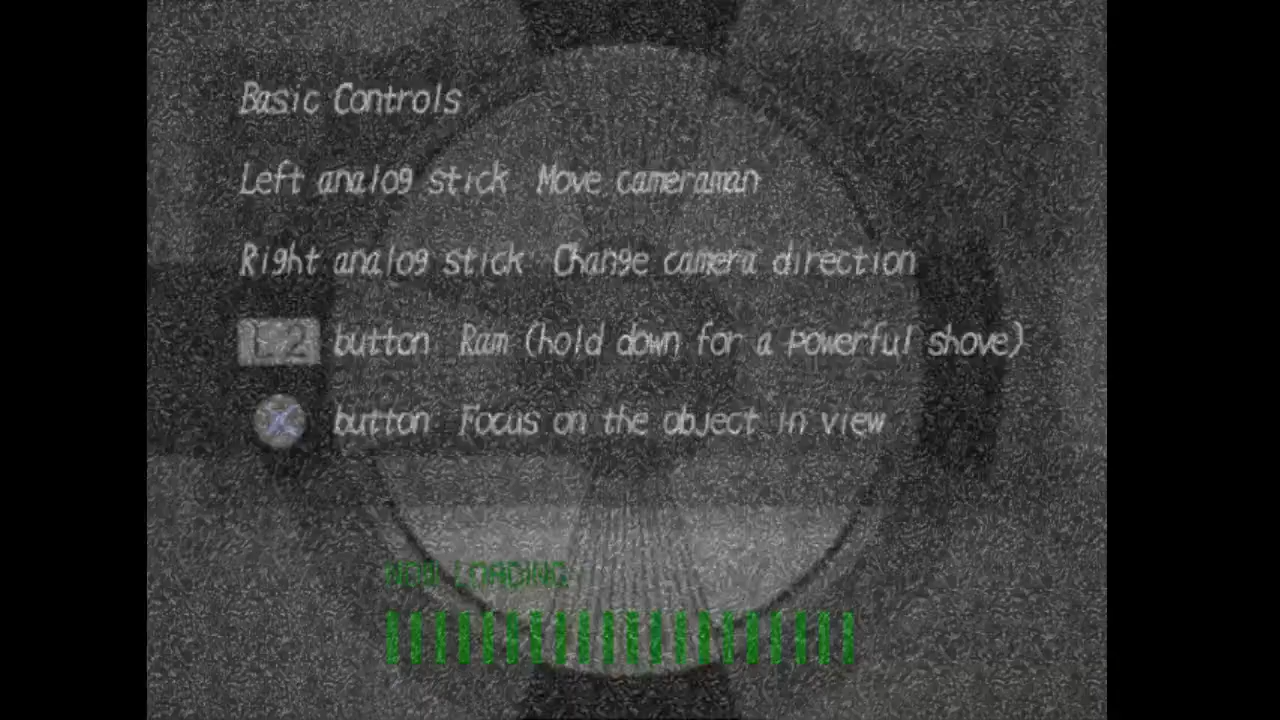 Basic Controls
Left analog stick Move cameraman
Right analog stick Change camera direction
L2 button Ram (hold down for a powerful shove)
X button Focus on the object in view
NOW LOADING